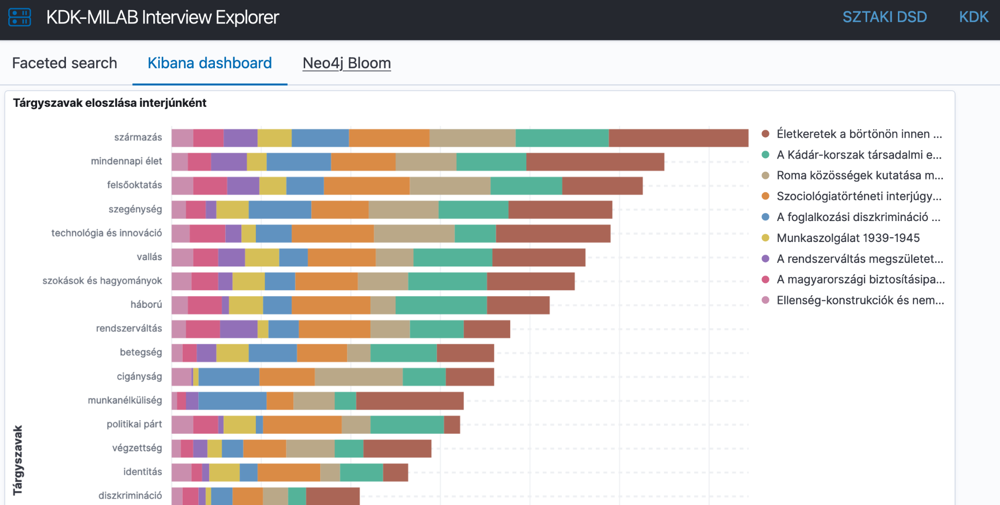 KDK-MILAB Interview Explorer
SZTAKI DSD
KDK
Faceted search
Kibana dashboard
Neo4j Bloom
Tárgyszavak eloszlása interjúnként
származás
mindennapi élet
felsőoktatás
szegénység
technológia és innováció
vallás
szokások és hagyományok
háború
rendszerváltás
betegség
cigányság
munkanélküliség
politikai párt
végzettség
identitás
diszkrimináció
Tárgyszavak
Életkeretek a börtönön innen ...
A Kádár-korszak társadalmi e...
Roma közösségek kutatása m...
Szociológiatörténeti interjúgy...
A foglalkozási diszkrimináció ...
Munkaszolgálat 1939-1945
A rendszerváltás megszületet...
A magyarországi biztosításipa...
Ellenség-konstrukciók és nem...